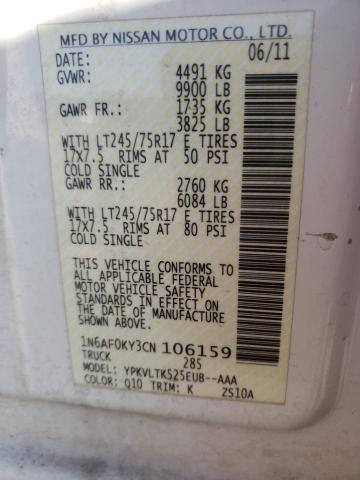 MFD BY NISSAN MOTOR CO., LTD.
DATE: 06/11
GVWR: 4491 KG
9900 LB
GAWR FR.: 1735 KG
3825 LB
WITH LT245/75R17 E TIRES
17X7.5 RIMS AT 50 PSI
COLD SINGLE
GAWR RR.: 2760 KG
6084 LB
WITH LT245/75R17 E TIRES
17X7.5 RIMS AT 80 PSI
COLD SINGLE
THIS VEHICLE CONFORMS TO
ALL APPLICABLE FEDERAL
MOTOR VEHICLE SAFETY
STANDARDS IN EFFECT ON
THE DATE OF MANUFACTURE
SHOWN ABOVE.
1N6AF0KY3CN 106159
TRUCK 285
MODEL: YPKVLTK525EUB--AAA
COLOR: Q10 TRIM: K 2S10A